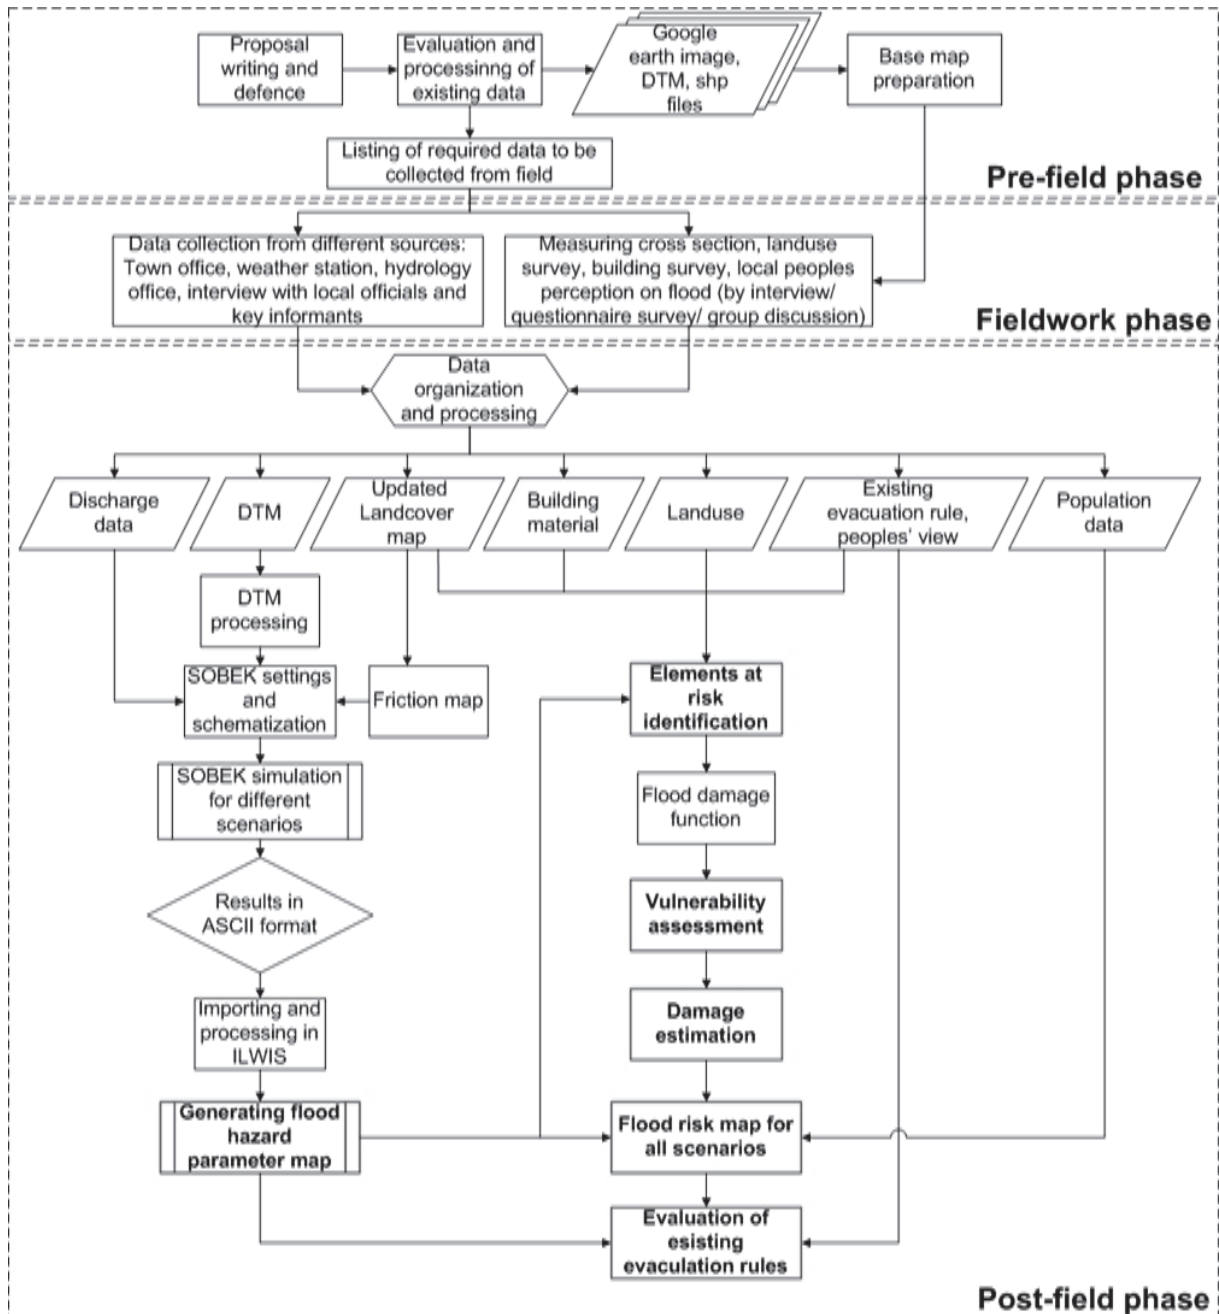 Proposal
writing and
defence
Evaluation and
processinng of
existing data
Google
earth image,
DTM, shp
files
Base map
preparation
Listing of required data to be
collected from field
Pre-field phase
Data collection from different sources:
Town office, weather station, hydrology
office, interview with local officials and
key informants
Measuring cross section, landuse
survey, building survey, local peoples
perception on flood (by interview/
questionnaire survey/ group discussion)
Fieldwork phase
Data
organization
and processing
Discharge
data
DTM
Updated
Landcover
map
Building
material
Landuse
Existing
evacuation rule,
peoples' view
Population
data
DTM
processing
SOBEK settings
and
schematization
Friction map
Elements at
risk
identification
SOBEK simulation
for different
scenarios
Flood damage
function
Results in
ASCII format
Vulnerability
assessment
Importing and
processing in
ILWIS
Damage
estimation
Generating flood
hazard
parameter map
Flood risk map for
all scenarios
Evaluation of
esisting
evaculation rules
Post-field phase